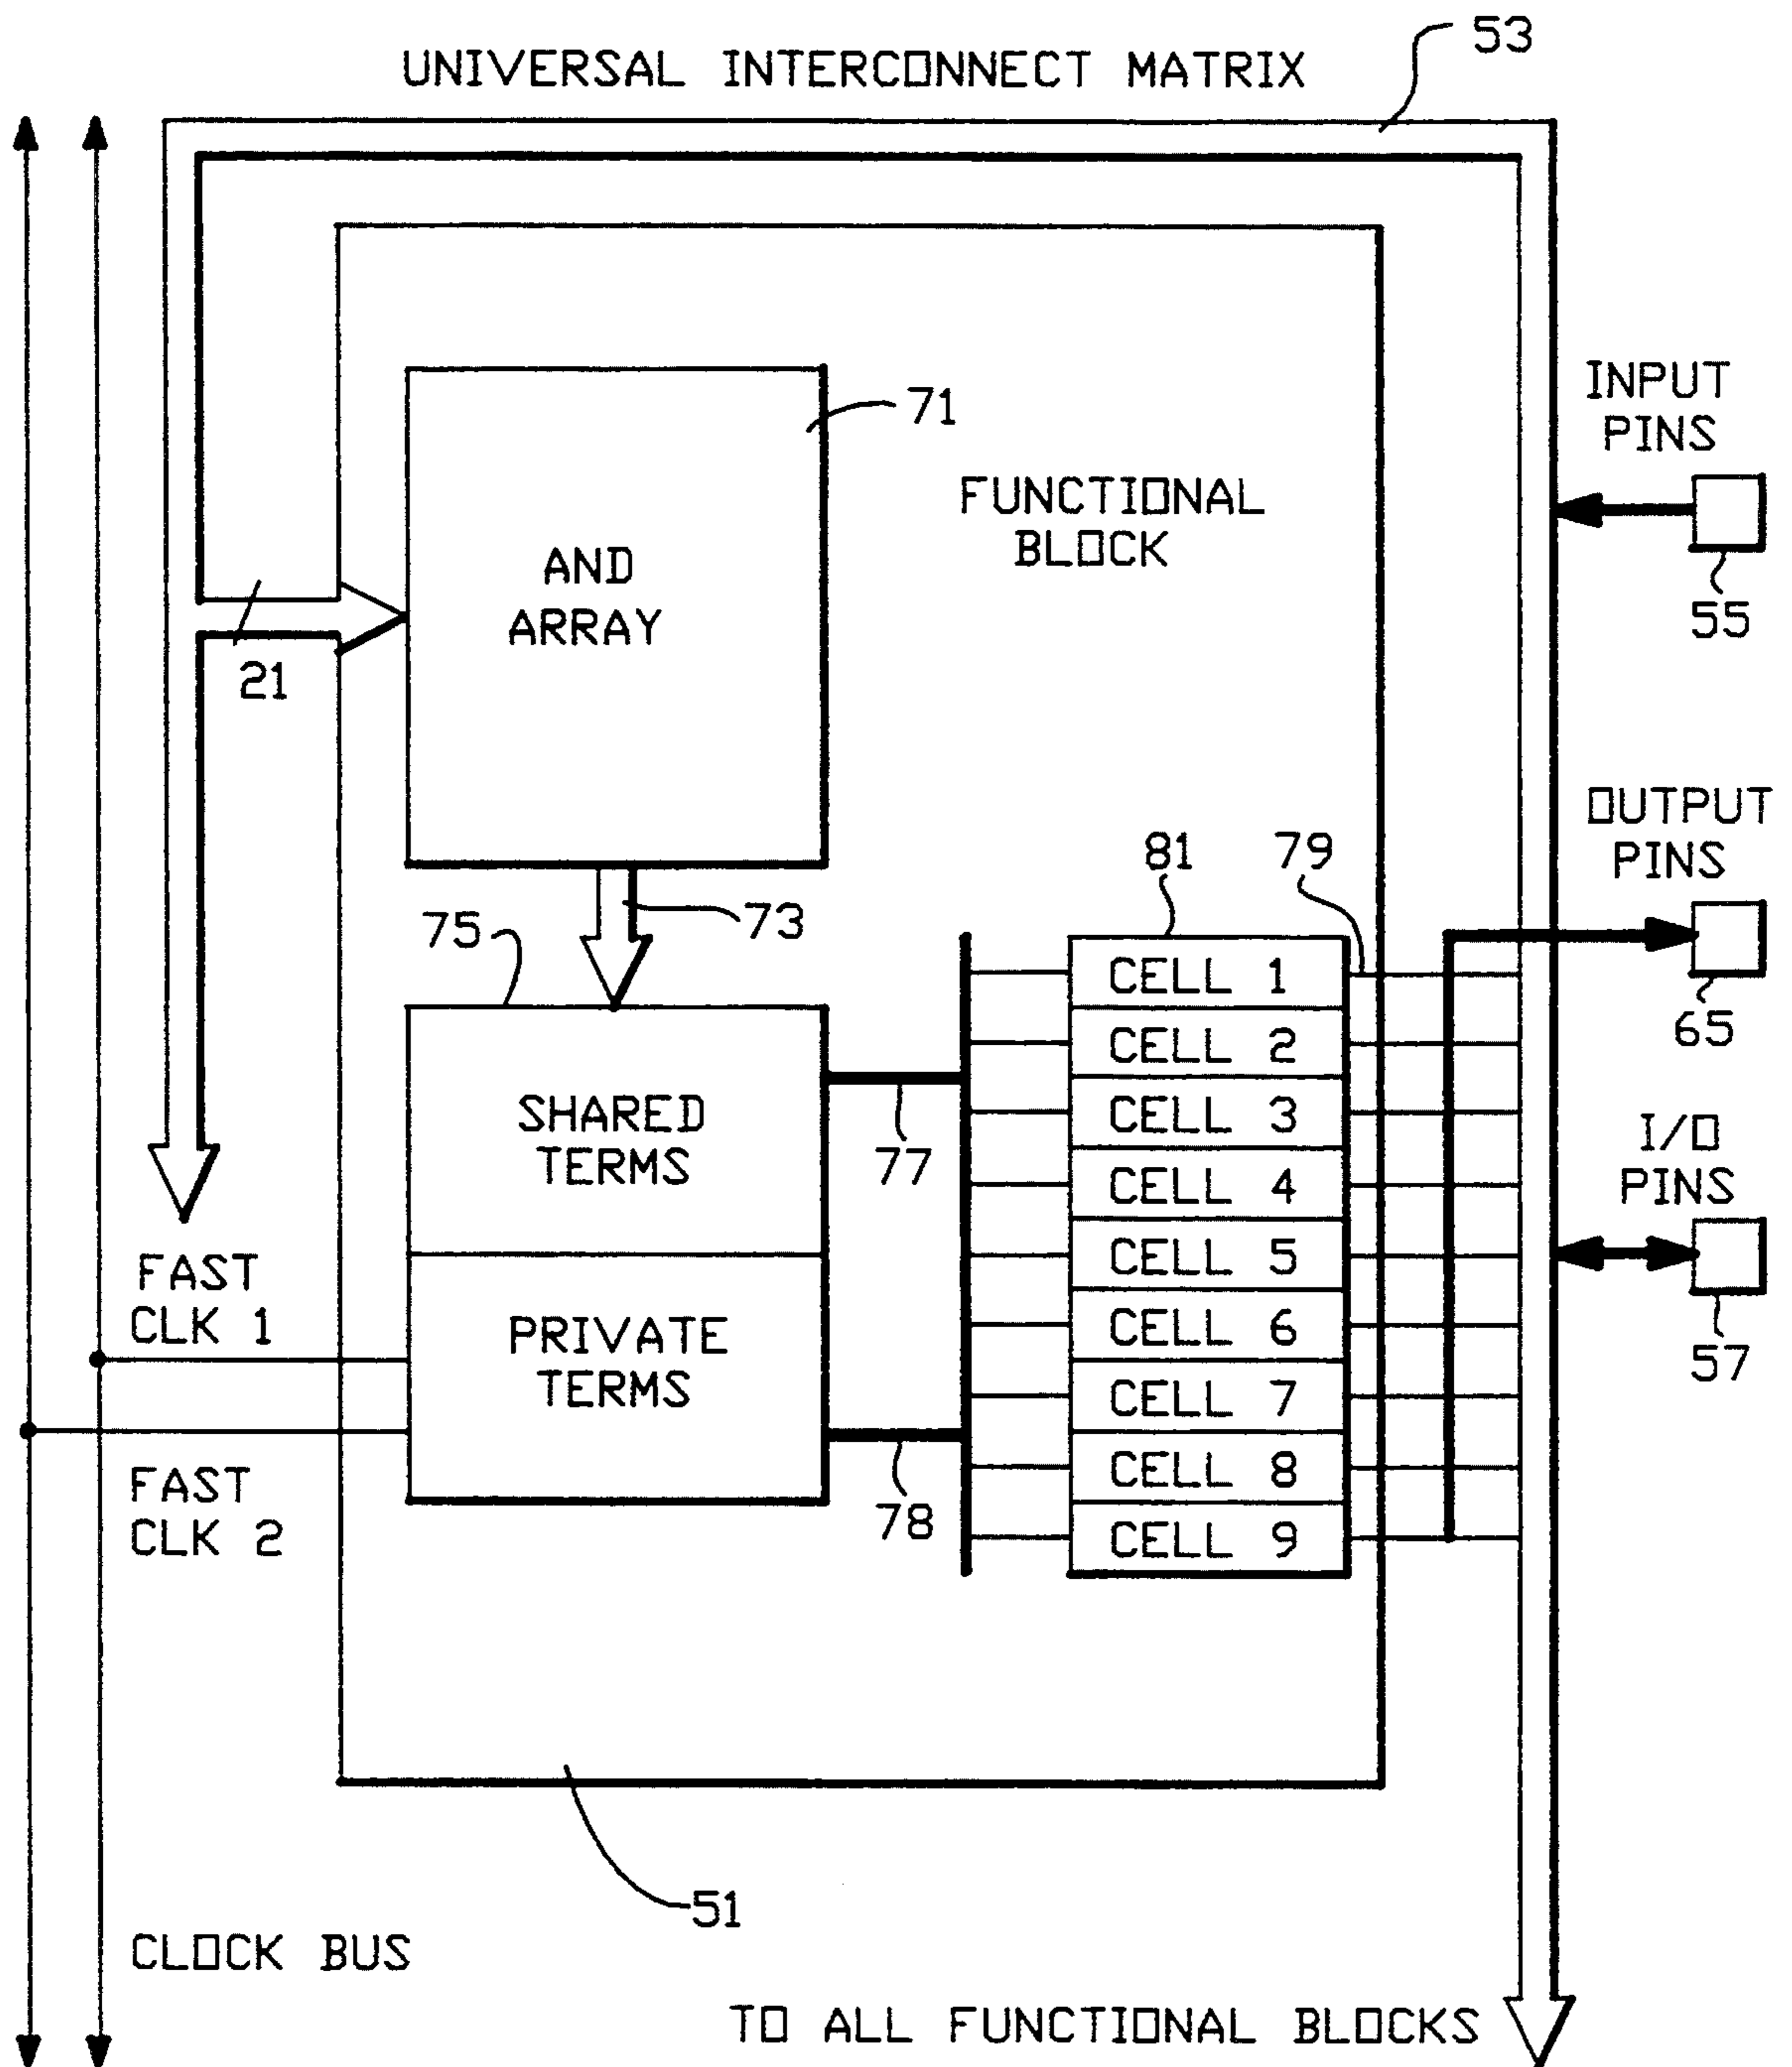 53
UNIVERSAL INTERCONNECT MATRIX
INPUT
PINS
55
71
FUNCTIONAL
BLOCK
AND
ARRAY
21
OUTPUT
PINS
65
81
79
75
73
CELL 1
CELL 2
CELL 3
CELL 4
CELL 5
CELL 6
CELL 7
CELL 8
CELL 9
SHARED
TERMS
77
I/O
PINS
57
FAST
CLK 1
PRIVATE
TERMS
78
FAST
CLK 2
51
CLOCK BUS
TO ALL FUNCTIONAL BLOCKS